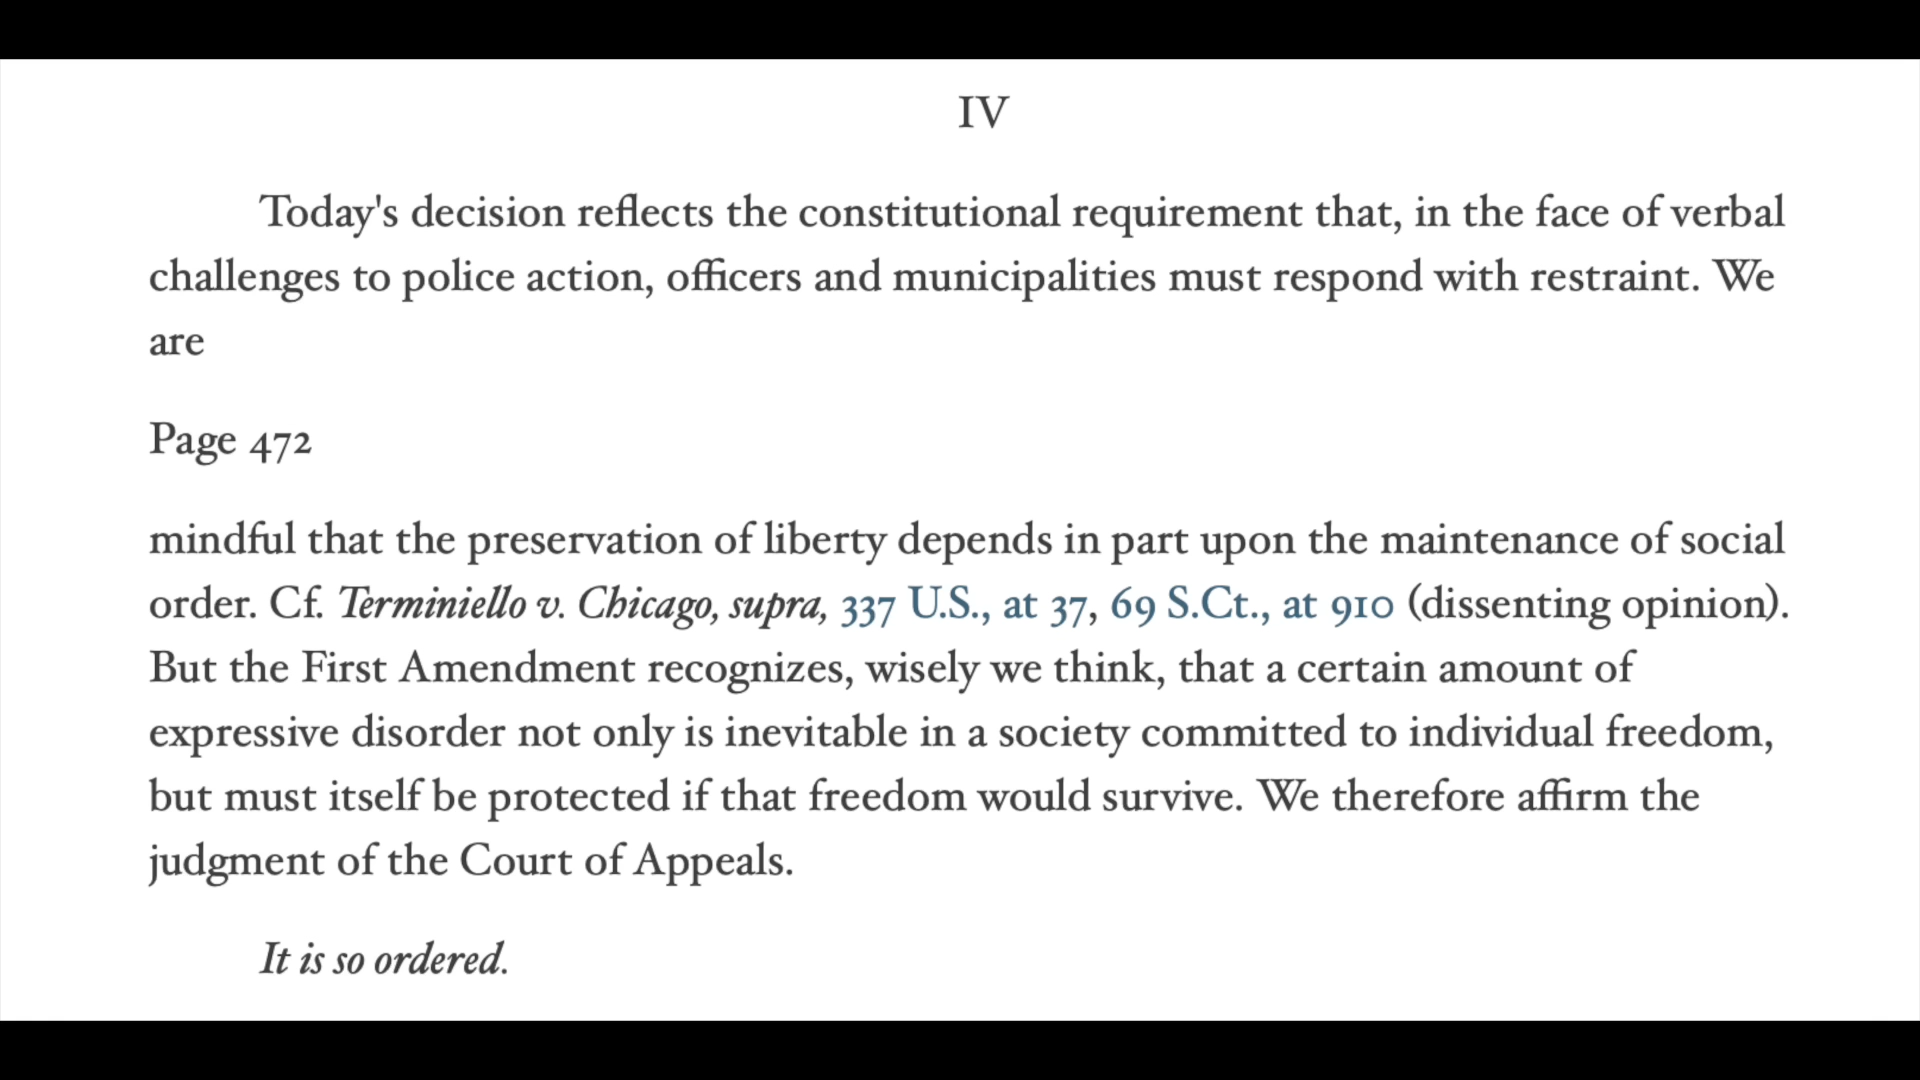 IV
Today's decision reflects the constitutional requirement that, in the face of verbal
challenges to police action, officers and municipalities must respond with restraint. We
are
Page 472
mindful that the preservation of liberty depends in part upon the maintenance of social
order. Cf. Terminiello v. Chicago, supra, 337 U.S., at 37, 69 S.Ct., at 910 (dissenting opinion).
But the First Amendment recognizes, wisely we think, that a certain amount of
expressive disorder not only is inevitable in a society committed to individual freedom,
but must itself be protected if that freedom would survive. We therefore affirm the
judgment of the Court of Appeals.
It is so ordered.